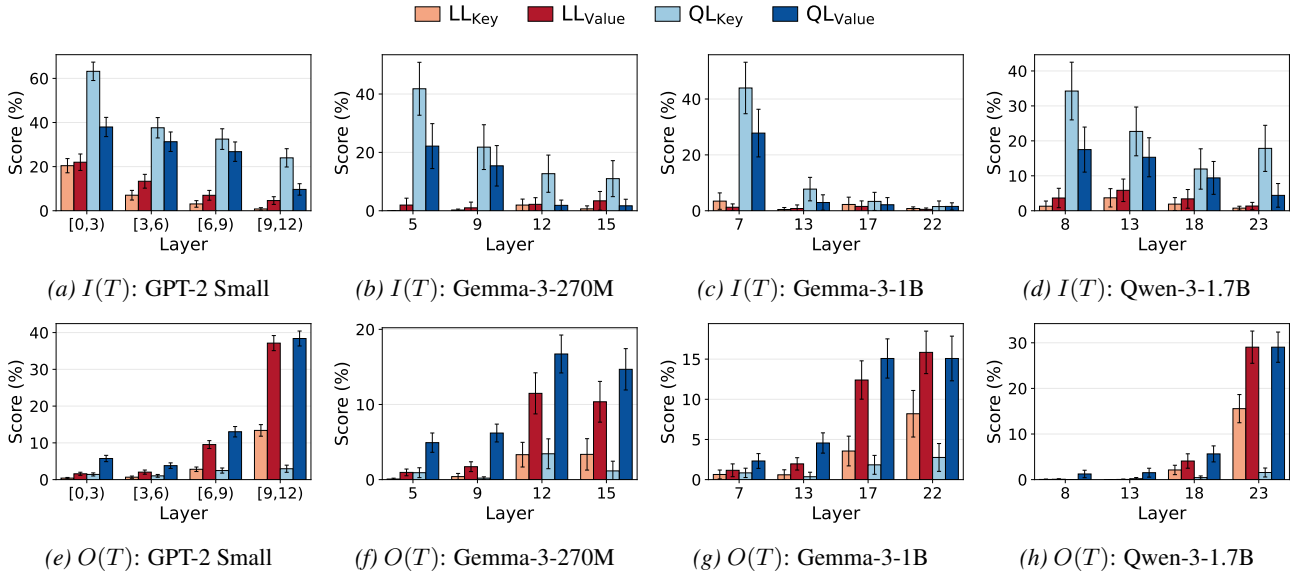 LL_Key LL_Value QL_Key QL_Value
Score (%)
60
40
20
0
[0,3) [3,6) [6,9) [9,12)
Layer
(a) I(T): GPT-2 Small
Score (%)
40
20
0
5 9 12 15
Layer
(b) I(T): Gemma-3-270M
Score (%)
40
20
0
7 13 17 22
Layer
(c) I(T): Gemma-3-1B
Score (%)
40
30
20
10
0
8 13 18 23
Layer
(d) I(T): Qwen-3-1.7B
Score (%)
40
30
20
10
0
[0,3) [3,6) [6,9) [9,12)
Layer
(e) O(T): GPT-2 Small
Score (%)
20
10
0
5 9 12 15
Layer
(f) O(T): Gemma-3-270M
Score (%)
15
10
5
0
7 13 17 22
Layer
(g) O(T): Gemma-3-1B
Score (%)
30
20
10
0
8 13 18 23
Layer
(h) O(T): Qwen-3-1.7B